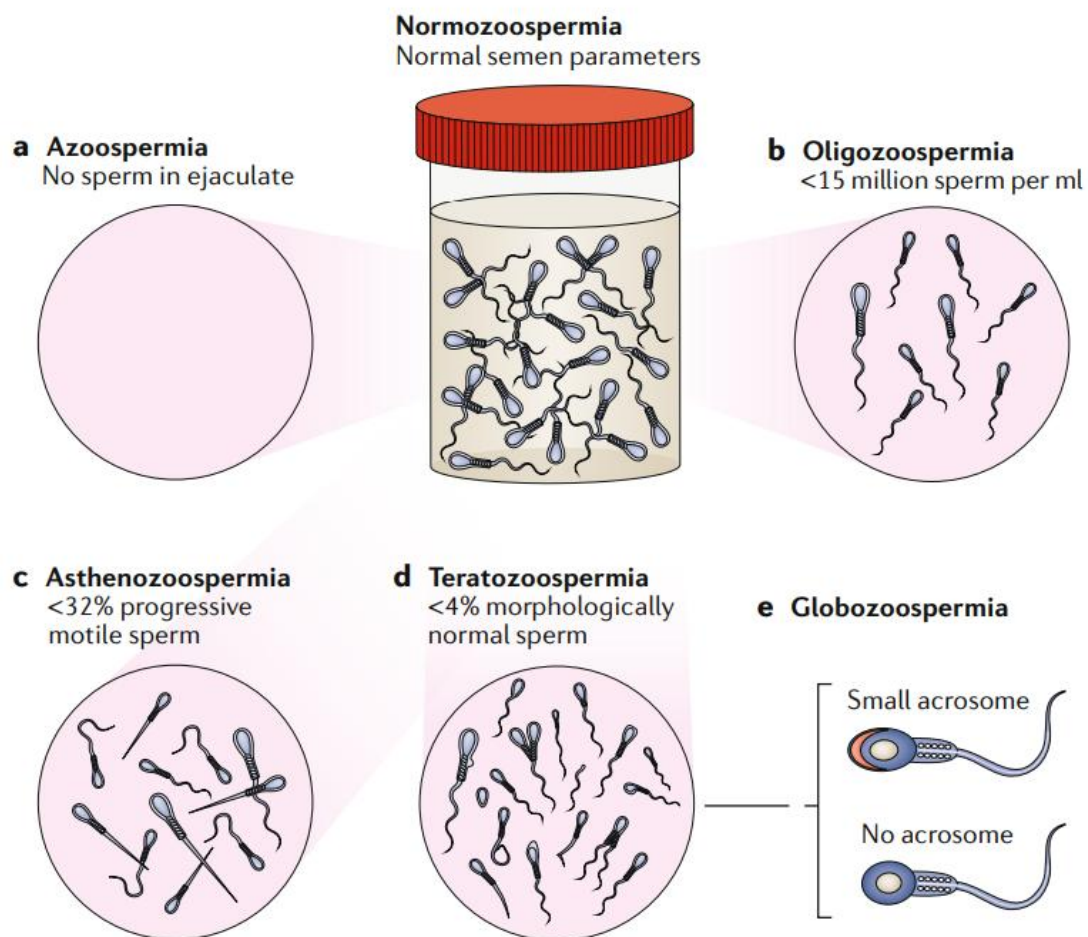 Normozoospermia
Normal semen parameters
a Azoospermia
No sperm in ejaculate
b Oligozoospermia
<15 million sperm per ml
c Asthenozoospermia
<32% progressive
motile sperm
d Teratozoospermia
<4% morphologically
normal sperm
e Globozoospermia
Small acrosome
No acrosome